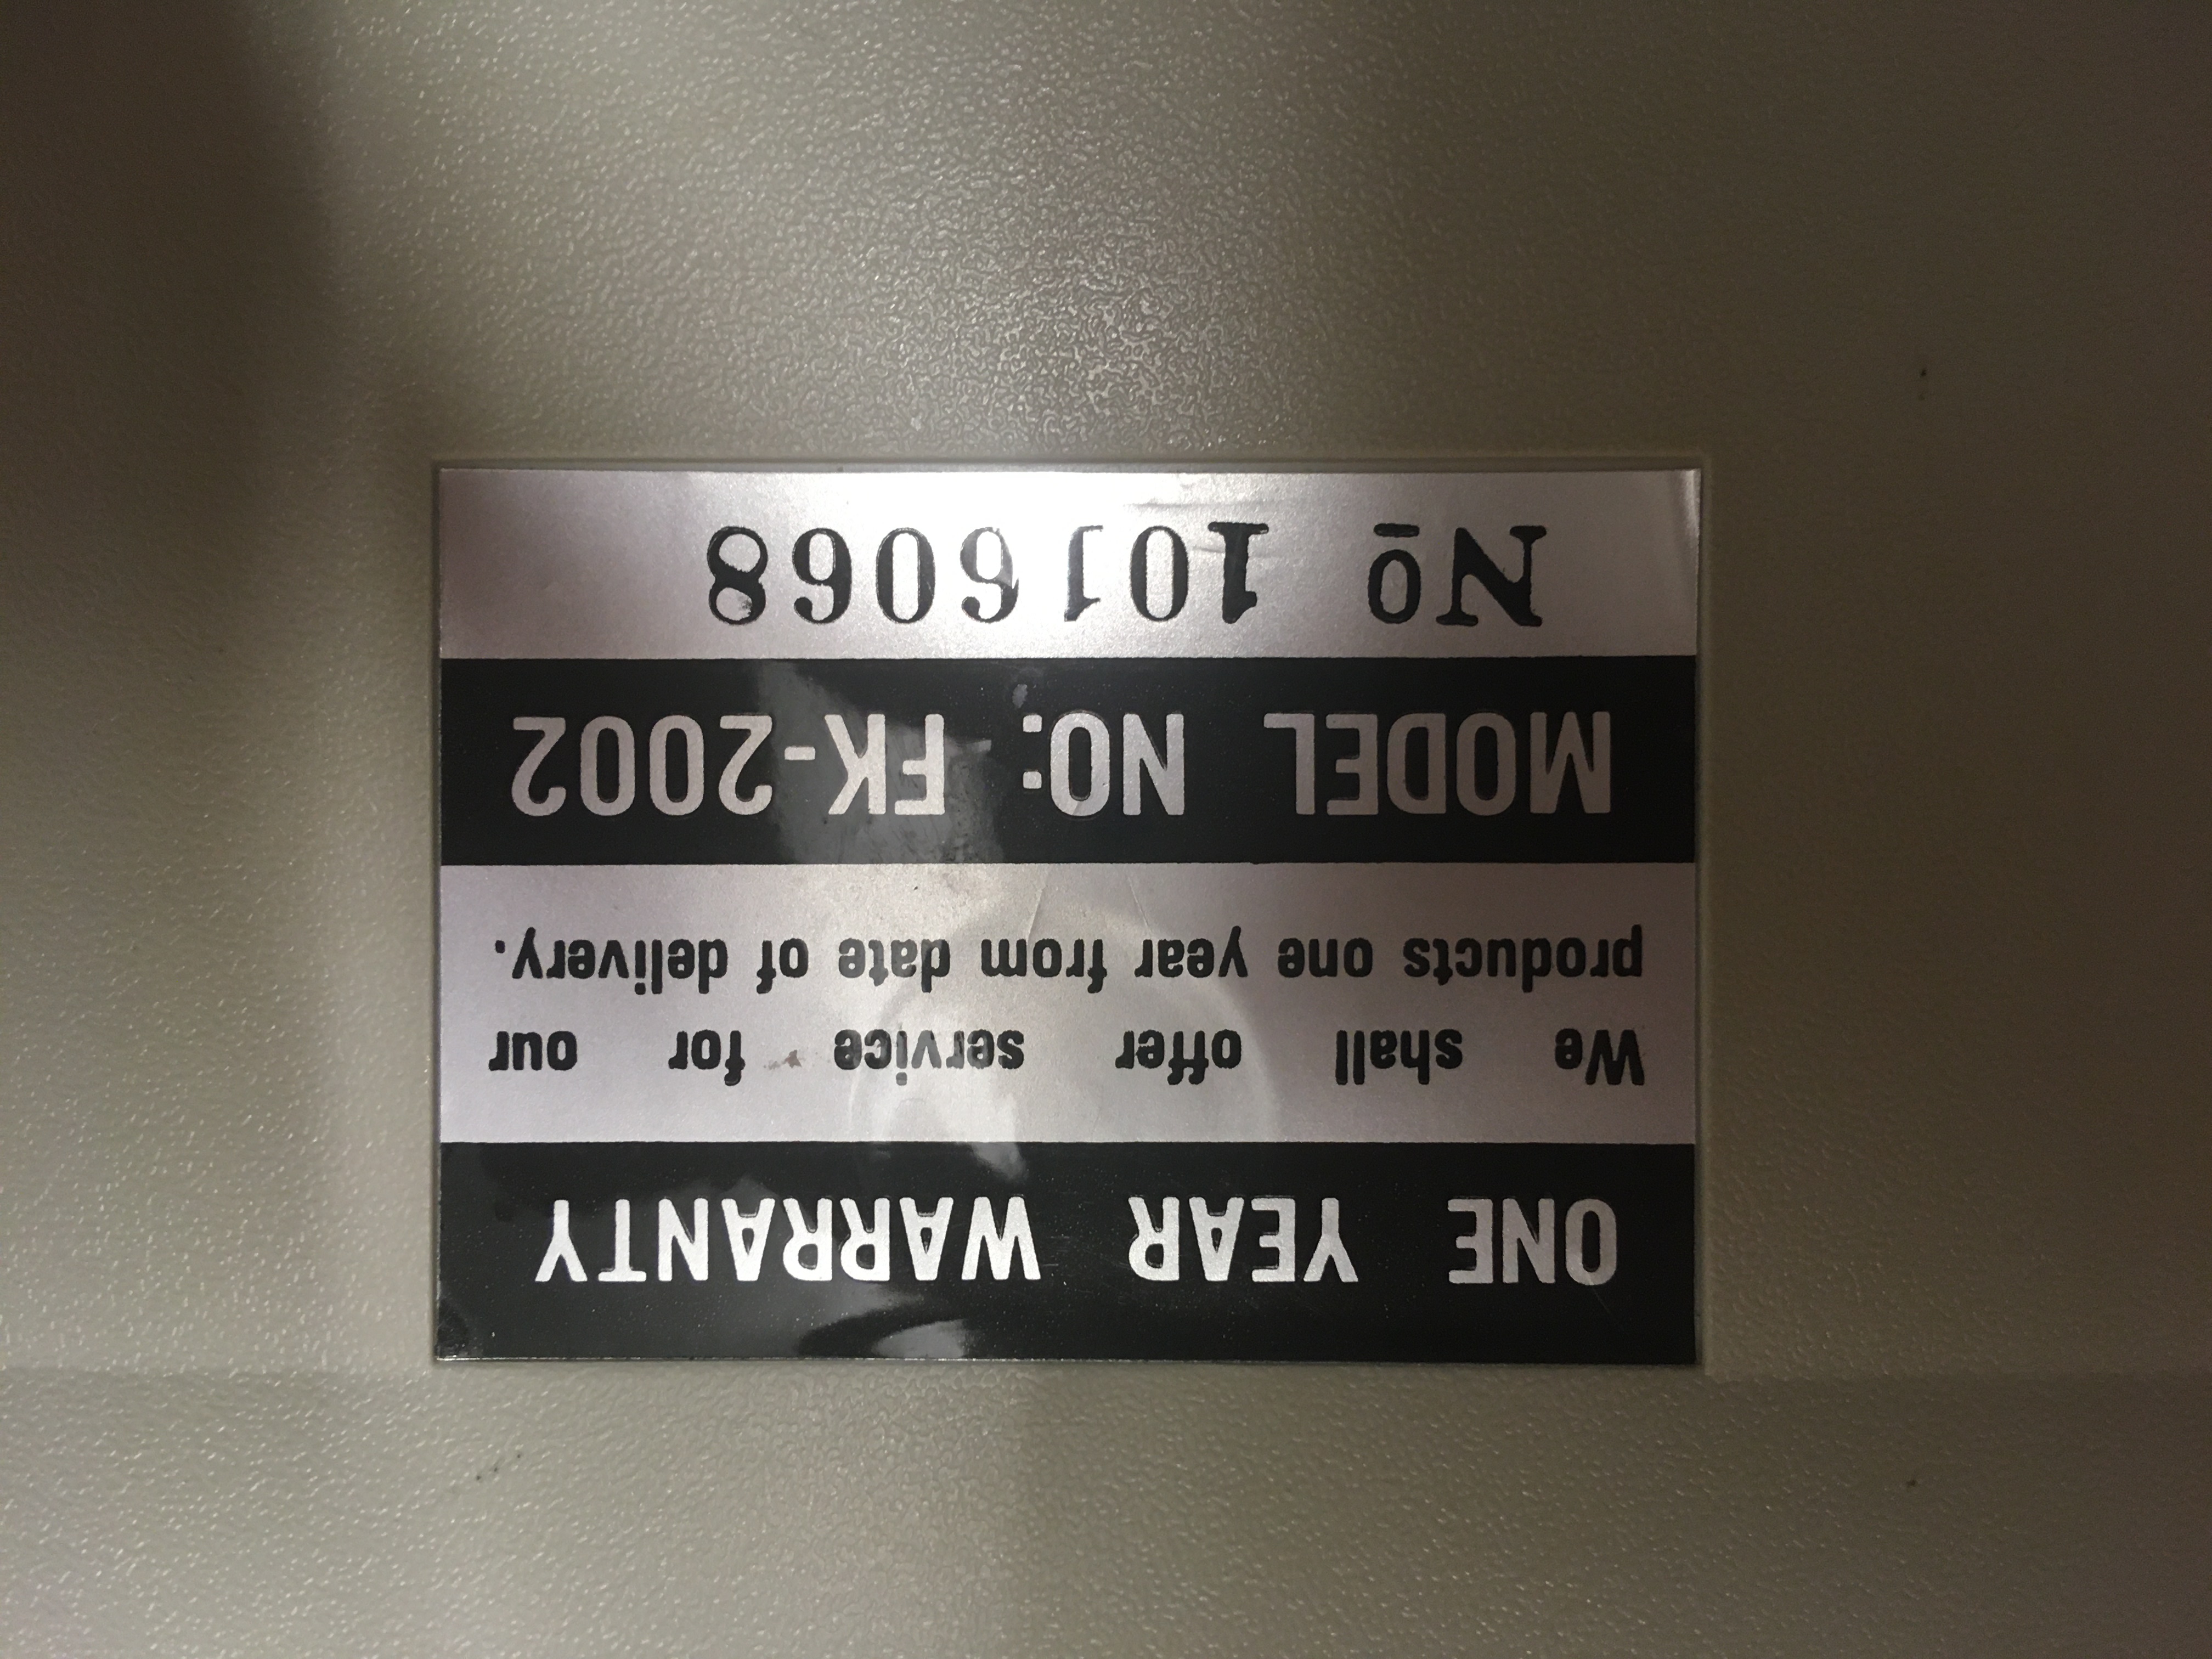 ONE YEAR WARRANTY
We shall offer service for our
products one year from date of delivery.
MODEL NO: FK-2002
Nº 1016068